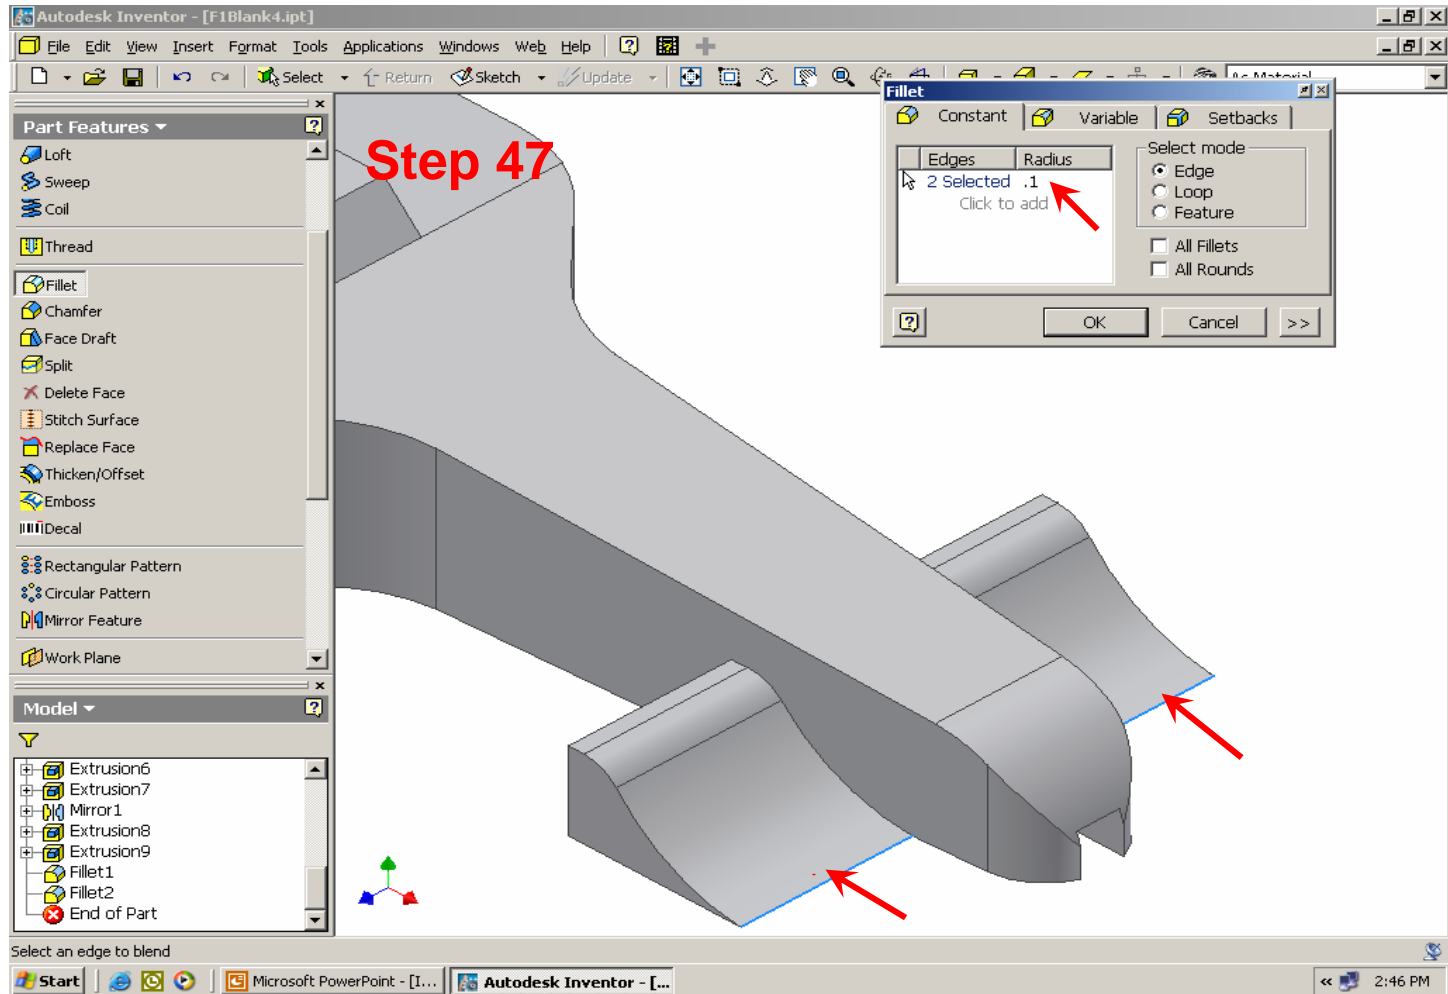 Autodesk Inventor - [F1Blank4.ipt]
File Edit View Insert Format Tools Applications Windows Web Help
Select Return Sketch Update As Material
Part Features
Loft
Sweep
Coil
Thread
Fillet
Chamfer
Face Draft
Split
Delete Face
Stitch Surface
Replace Face
Thicken/Offset
Emboss
Decal
Rectangular Pattern
Circular Pattern
Mirror Feature
Work Plane
Model
Extrusion6
Extrusion7
Mirror1
Extrusion8
Extrusion9
Fillet1
Fillet2
End of Part
Step 47
Fillet
Constant Variable Setbacks
Edges Radius
2 Selected .1
Click to add
Select mode
Edge
Loop
Feature
All Fillets
All Rounds
OK Cancel >>
Select an edge to blend
Start Microsoft PowerPoint - [I... Autodesk Inventor - [... « 2:46 PM